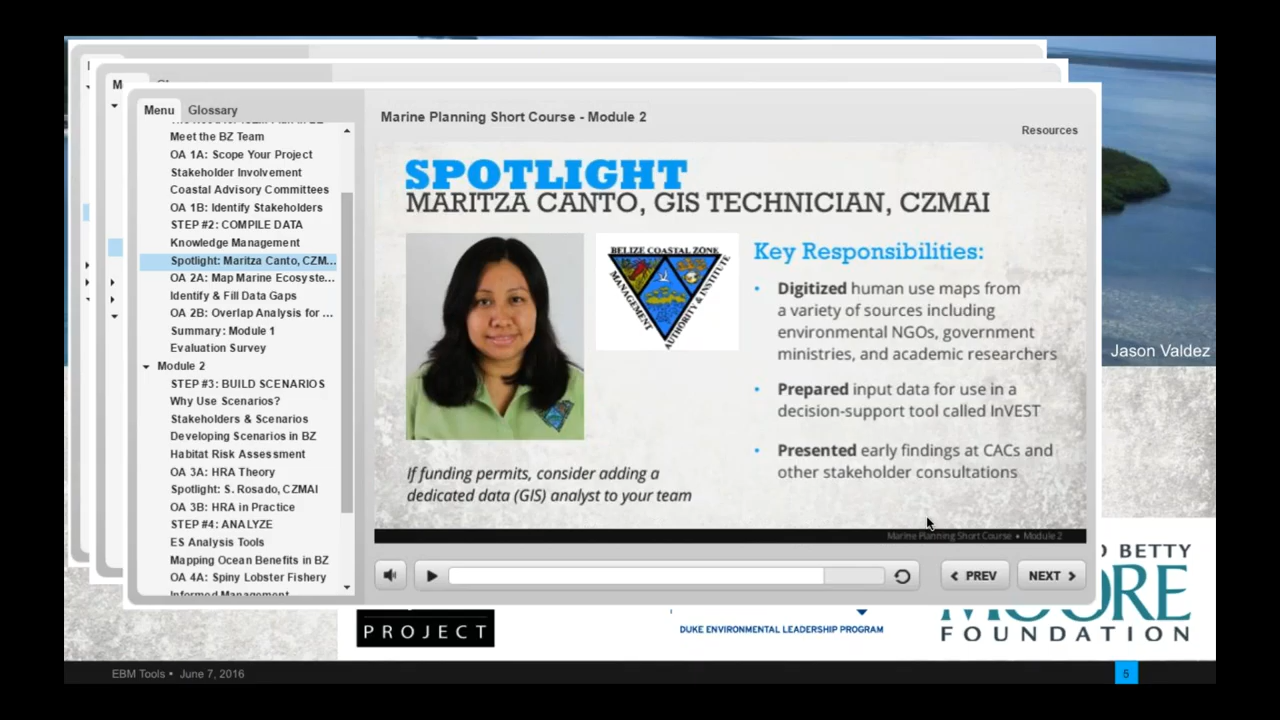 Menu
Glossary
Meet the BZ Team
OA 1A: Scope Your Project
Stakeholder Involvement
Coastal Advisory Committees
OA 1B: Identify Stakeholders
STEP #2: COMPILE DATA
Knowledge Management
Spotlight: Maritza Canto, CZM...
OA 2A: Map Marine Ecosyste...
Identify & Fill Data Gaps
OA 2B: Overlap Analysis for ...
Summary: Module 1
Evaluation Survey
Module 2
STEP #3: BUILD SCENARIOS
Why Use Scenarios?
Stakeholders & Scenarios
Developing Scenarios in BZ
Habitat Risk Assessment
OA 3A: HRA Theory
Spotlight: S. Rosado, CZMAI
OA 3B: HRA in Practice
STEP #4: ANALYZE
ES Analysis Tools
Mapping Ocean Benefits in BZ
OA 4A: Spiny Lobster Fishery
Informed Management
Marine Planning Short Course - Module 2
Resources
SPOTLIGHT
MARITZA CANTO, GIS TECHNICIAN, CZMAI
BELIZE COASTAL ZONE
MANAGEMENT
AUTHORITY & INSTITUTE
Key Responsibilities:
• Digitized human use maps from
a variety of sources including
environmental NGOs, government
ministries, and academic researchers
• Prepared input data for use in a
decision-support tool called InVEST
• Presented early findings at CACs and
other stakeholder consultations
If funding permits, consider adding a
dedicated data (GIS) analyst to your team
Marine Planning Short Course • Module 2
PREV
NEXT
Jason Valdez
PROJECT
DUKE ENVIRONMENTAL LEADERSHIP PROGRAM
BETTY
MOORE
FOUNDATION
EBM Tools • June 7, 2016
5